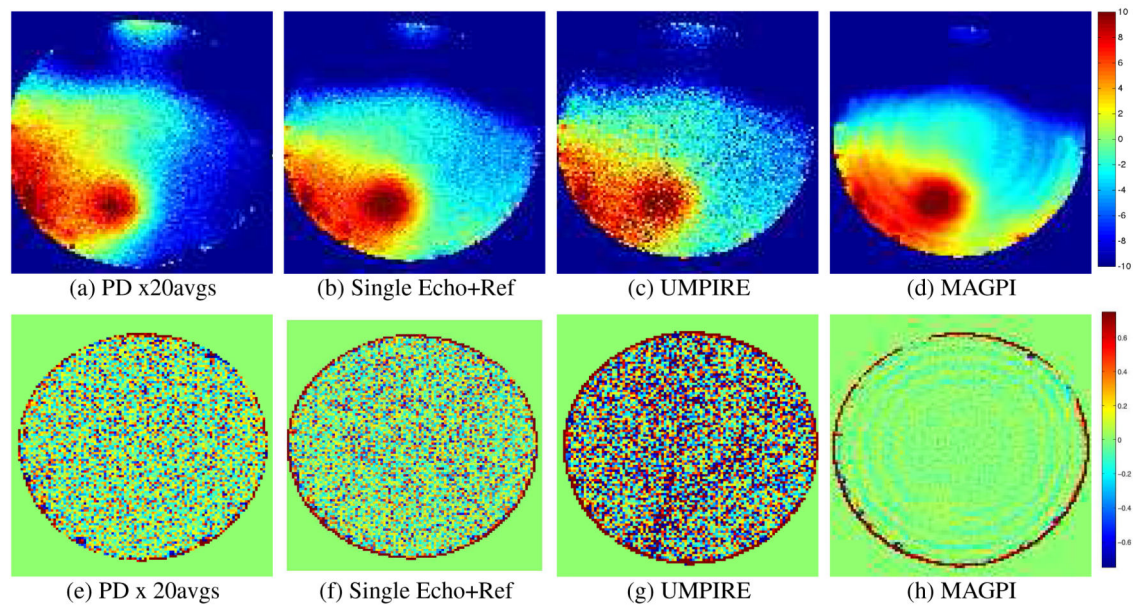 10
8
6
4
2
0
-2
-4
-6
-8
-10
(a) PD x20avgs
(b) Single Echo+Ref
(c) UMPIRE
(d) MAGPI
0.6
0.4
0.2
0
-0.2
-0.4
-0.6
(e) PD x 20avgs
(f) Single Echo+Ref
(g) UMPIRE
(h) MAGPI